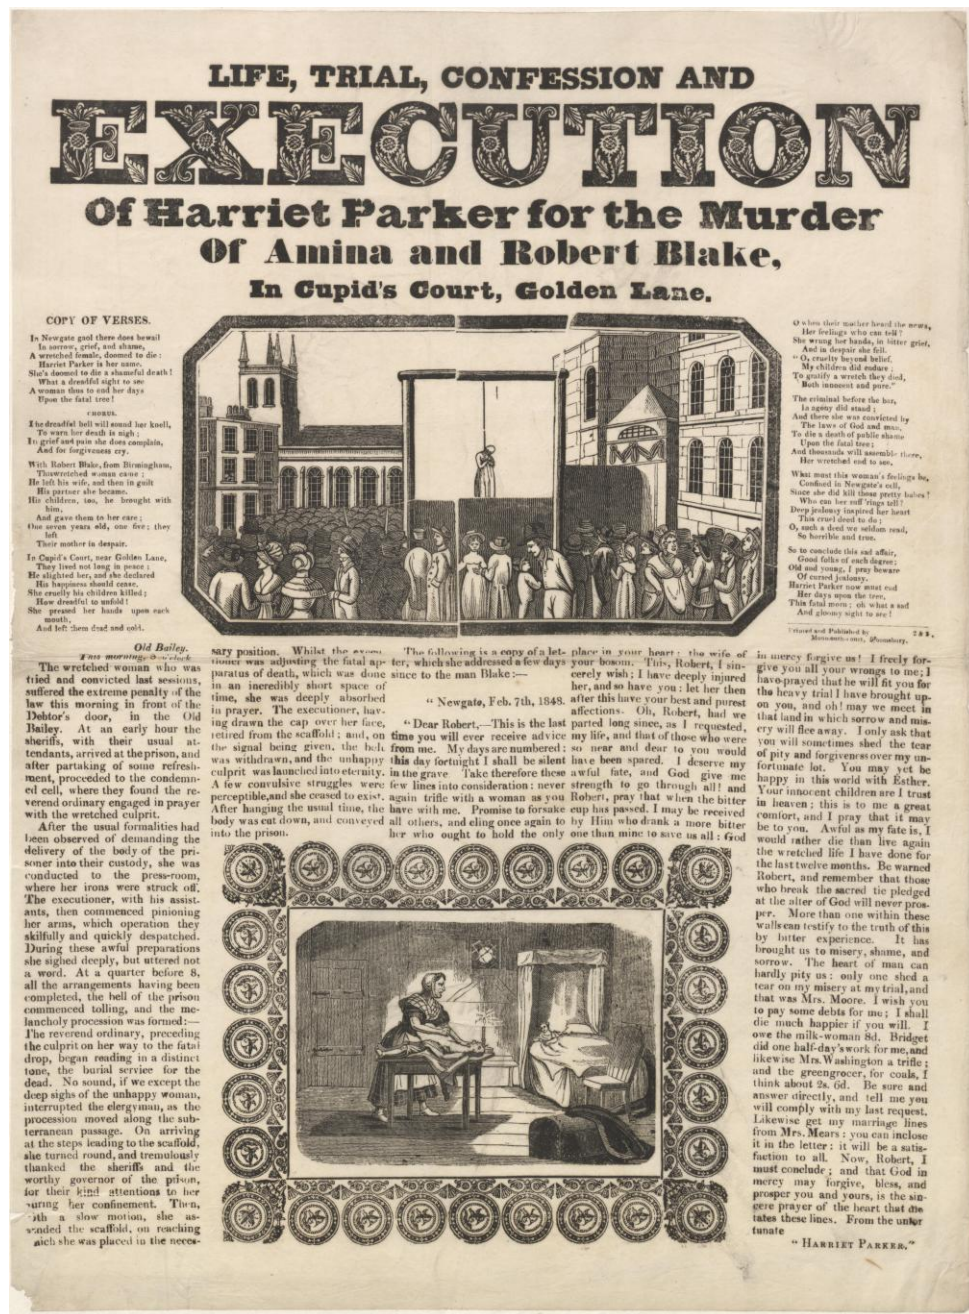 LIFE, TRIAL, CONFESSION AND
EXECUTION
Of Harriet Parker for the Murder
Of Amina and Robert Blake,
In Cupid's Court, Golden Lane.
COPY OF VERSES.
In Newgate gaol there does bewail
In sorrow, grief, and shame,
A wretched female, doomed to die:
Harriet Parker is her name.
She's doomed to die a shameful death!
What a dreadful sight to see
A woman thus to end her days
Upon the fatal tree!
CHORUS.
The dreadful bell will sound her knell,
To warn her death is nigh;
In grief and pain she does complain,
And for forgiveness cry.
With Robert Blake, from Birmingham,
This wretched woman came;
He left his wife, and then in guilt
His partner she became.
His children, too, he brought with
him,
And gave them to her care;
One seven years old, one five; they
left
Their mother in despair.
In Cupid's Court, near Golden Lane,
They lived not long in peace;
He slighted her, and she declared
His happiness should cease.
She cruelly his children killed;
How dreadful to unfold!
She pressed her hands upon each
mouth,
And left them dead and cold.
O when their mother heard the news,
Her feelings who can tell?
She wrung her hands, in bitter grief,
And in despair she fell.
"O, cruelty beyond belief,
My children did endure;
To gratify a wretch they died,
Both innocent and pure."
The criminal before the bar,
In agony did stand;
And there she was convicted by
The laws of God and man,
To die a death of public shame
Upon the fatal tree;
And thousands will assemble there,
Her wretched end to see.
What must this woman's feelings be,
Confined in Newgate's cell,
Since she did kill those pretty babes?
Who can her suff'rings tell?
Deep jealousy inspired her heart
This cruel deed to do;
O, such a deed we seldom read,
So horrible and true.
So to conclude this sad affair,
Good folks of each degree;
Old and young, I pray beware
Of cursed jealousy.
Harriet Parker now must end
Her days upon the tree,
This fatal morn; oh what a sad
And gloomy sight to see!
Printed and Published by
Old Bailey.
This morning, 8 o'clock
The wretched woman who was
tried and convicted last sessions,
suffered the extreme penalty of the
law this morning in front of the
Debtor's door, in the Old
Bailey. At an early hour the
sheriffs, with their usual at-
tendants, arrived at the prison, and
after partaking of some refresh-
ment, proceeded to the condemn-
ed cell, where they found the re-
verend ordinary engaged in prayer
with the wretched culprit.
After the usual formalities had
been observed of demanding the
delivery of the body of the pri-
soner into their custody, she was
conducted to the press-room,
where her irons were struck off.
The executioner, with his assist-
ants, then commenced pinioning
her arms, which operation they
skilfully and quickly despatched.
During these awful preparations
she sighed deeply, but uttered not
a word. At a quarter before 8,
all the arrangements having been
completed, the bell of the prison
commenced tolling, and the me-
lancholy procession was formed:—
The reverend ordinary, preceding
the culprit on her way to the fatal
drop, began reading in a distinct
tone, the burial service for the
dead. No sound, if we except the
deep sighs of the unhappy woman,
interrupted the clergyman, as the
procession moved along the sub-
terranean passage. On arriving
at the steps leading to the scaffold,
she turned round, and tremulously
thanked the sheriffs and the
worthy governor of the prison,
for their kind attentions to her
during her confinement. Then,
with a slow motion, she as-
cended the scaffold, on reaching
which she was placed in the neces-
sary position. Whilst the execu
tioner was adjusting the fatal ap-
paratus of death, which was done
in an incredibly short space of
time, she was deeply absorbed
in prayer. The executioner, hav-
ing drawn the cap over her face,
retired from the scaffold; and, on
the signal being given, the bolt
was withdrawn, and the unhappy
culprit was launched into eternity.
A few convulsive struggles were
perceptible, and she ceased to exist.
After hanging the usual time, the
body was cut down, and conveyed
into the prison.
The following is a copy of a let-
ter, which she addressed a few days
since to the man Blake:—
"Newgate, Feb. 7th, 1848.
"Dear Robert,—This is the last
time you will ever receive advice
from me. My days are numbered;
this day fortnight I shall be silent
in the grave Take therefore these
few lines into consideration: never
again trifle with a woman as you
have with me. Promise to forsake
all others, and cling once again to
her who ought to hold the only
place in your heart; the wife of
your bosom. This, Robert, I sin-
cerely wish; I have deeply injured
her, and so have you: let her then
after this have your best and purest
affections. Oh, Robert, had we
parted long since, as I requested,
my life, and that of those who were
so near and dear to you would
have been spared. I deserve my
awful fate, and God give me
strength to go through all! and
Robert, pray that when the bitter
cup has passed, I may be received
by Him who drank a more bitter
one than mine to save us all; God
in mercy forgive us! I freely for-
give you all your wrongs to me; I
have prayed that he will fit you for
the heavy trial I have brought up-
on you, and oh! may we meet in
that land in which sorrow and mis-
ery will flee away. I only ask that
you will sometimes shed the tear
of pity and forgiveness over my un-
fortunate lot. You may yet be
happy in this world with Esther.
Your innocent children are I trust
in heaven; this is to me a great
comfort, and I pray that it may
be to you. Awful as my fate is, I
would rather die than live again
the wretched life I have done for
the last twelve months. Be warned
Robert, and remember that those
who break the sacred tie pledged
at the alter of God will never pros-
per. More than one within these
walls can testify to the truth of this
by bitter experience. It has
brought us to misery, shame, and
sorrow. The heart of man can
hardly pity us: only one shed a
tear on my misery at my trial, and
that was Mrs. Moore. I wish you
to pay some debts for me; I shall
die much happier if you will. I
owe the milk-woman 8d. Bridget
did one half-day's work for me, and
likewise Mrs. Washington a trifle;
and the greengrocer, for coals, I
think about 2s. 6d. Be sure and
answer directly, and tell me you
will comply with my last request.
Likewise get my marriage lines
from Mrs. Mears; you can inclose
it in the letter: it will be a satis-
faction to all. Now, Robert, I
must conclude; and that God in
mercy may forgive, bless, and
prosper you and yours, is the sin-
cere prayer of the heart that dic
tates these lines. From the unfor
tunate
"HARRIET PARKER."